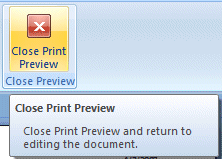 Close Print
Preview
Close Preview
Close Print Preview
Close Print Preview and return to
editing the document.